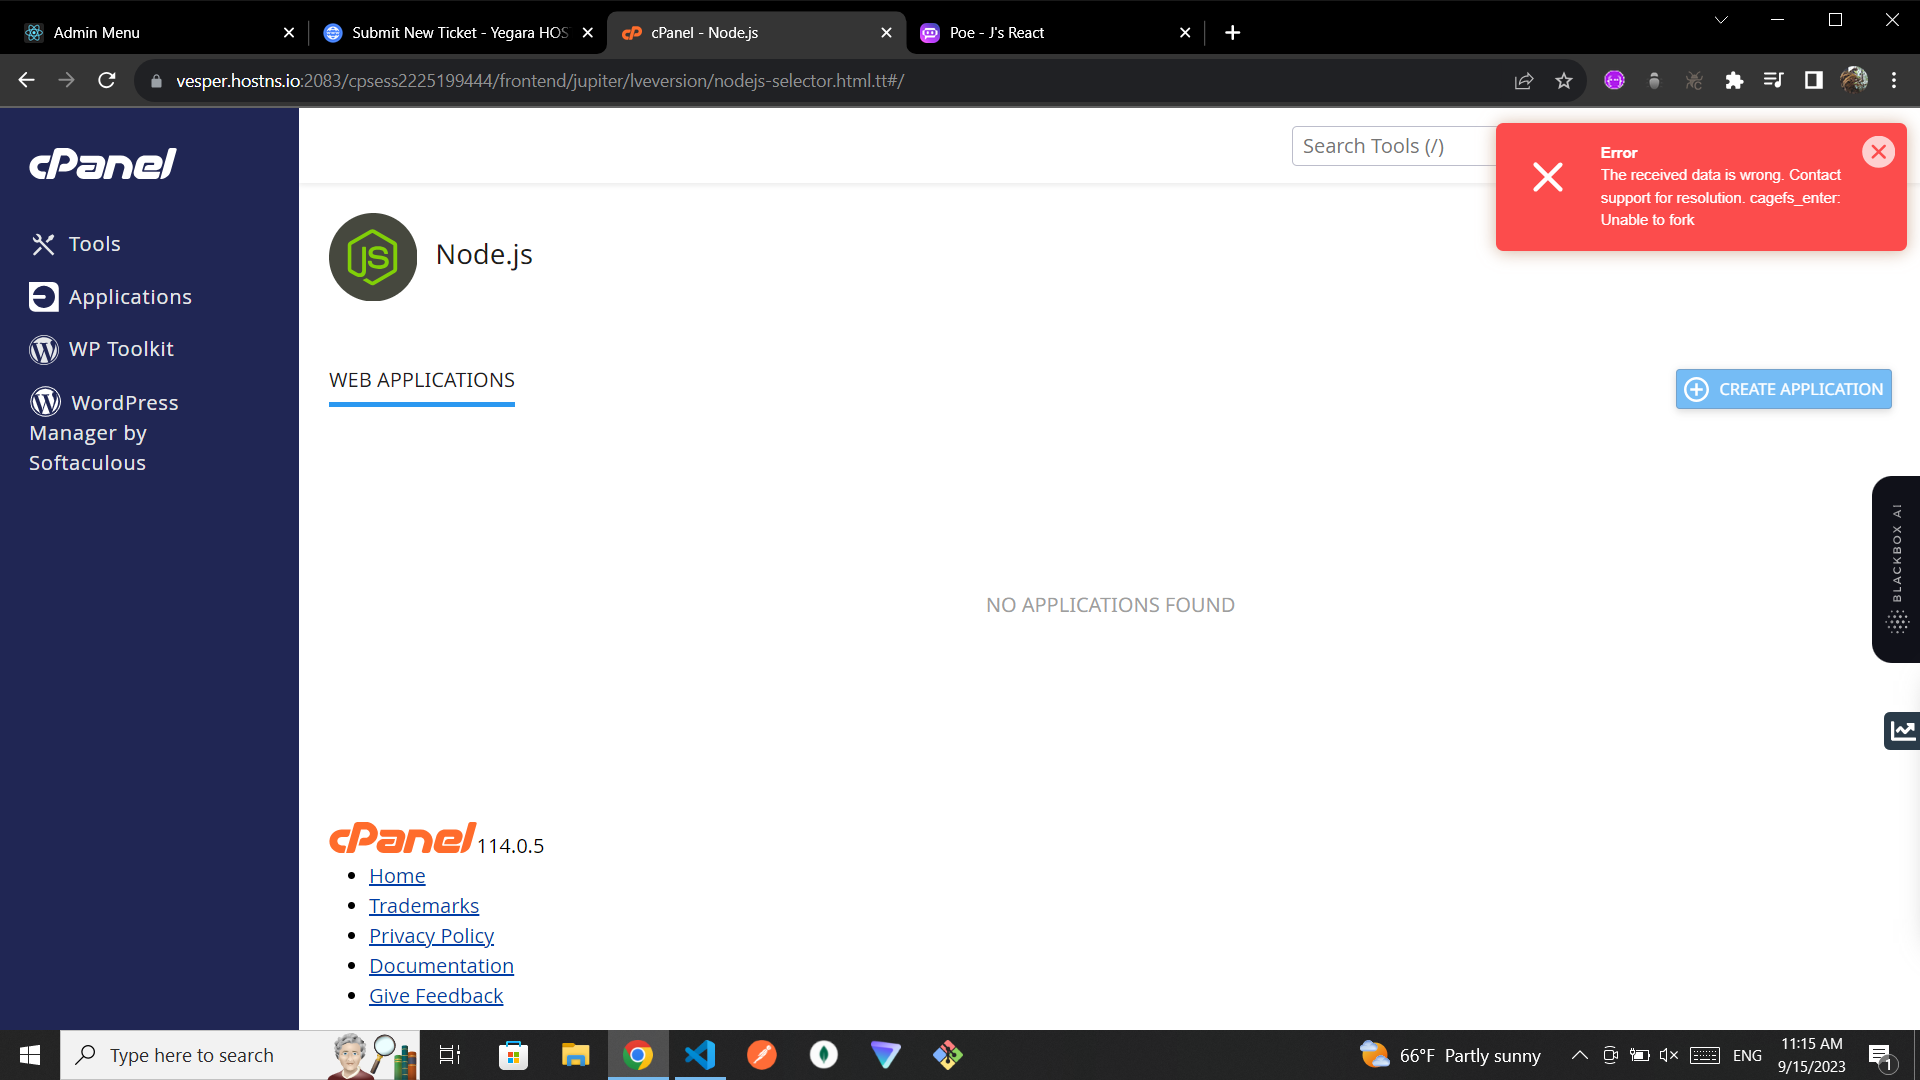 Admin Menu
Submit New Ticket - Yegara HOS
cPanel - Node.js
Poe - J's React
vesper.hostns.io:2083/cpsess2225199444/frontend/jupiter/lveversion/nodejs-selector.html.tt#/
cPanel
Tools
Applications
WP Toolkit
WordPress
Manager by
Softaculous
Search Tools (/)
Error
The received data is wrong. Contact
support for resolution. cagefs_enter:
Unable to fork
JS
Node.js
WEB APPLICATIONS
CREATE APPLICATION
NO APPLICATIONS FOUND
BLACKBOX AI
cPanel 114.0.5
Home
Trademarks
Privacy Policy
Documentation
Give Feedback
Type here to search
66°F Partly sunny
ENG
11:15 AM
9/15/2023
1